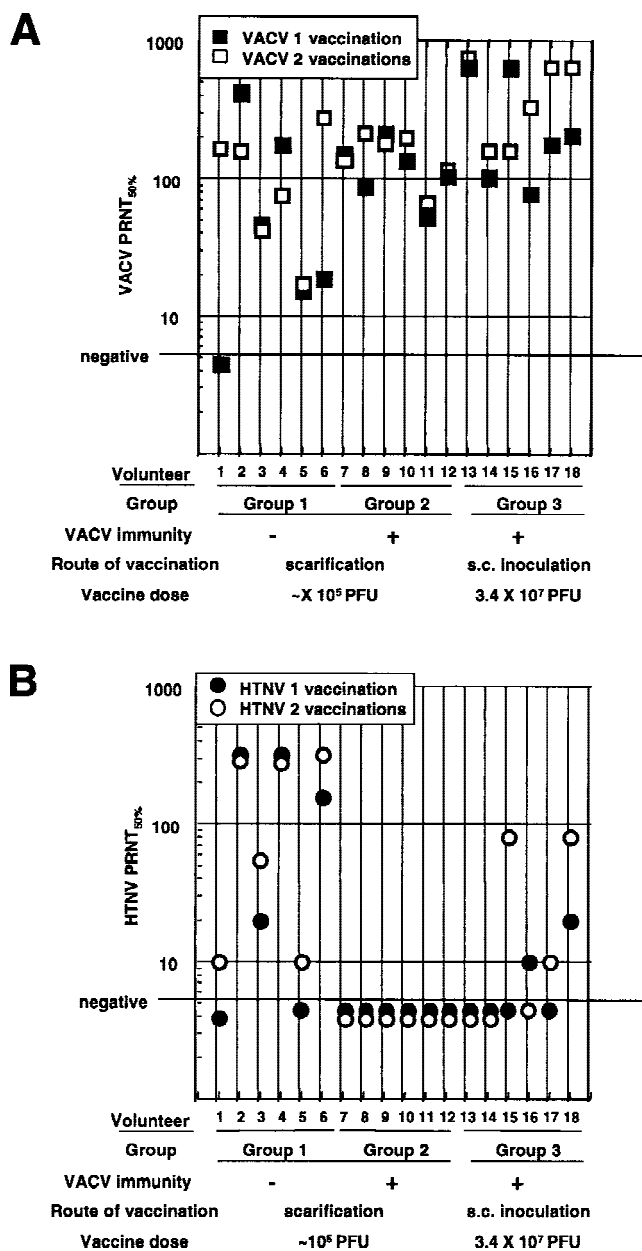 A
VACV 1 vaccination
VACV 2 vaccinations
1000
100
10
negative
VACV PRNT50%
Volunteer 1 2 3 4 5 6 7 8 9 10 11 12 13 14 15 16 17 18
Group Group 1 Group 2 Group 3
VACV immunity - + +
Route of vaccination scarification s.c. inoculation
Vaccine dose ~X 10⁵ PFU 3.4 X 10⁷ PFU
B
HTNV 1 vaccination
HTNV 2 vaccinations
1000
100
10
negative
HTNV PRNT50%
Volunteer 1 2 3 4 5 6 7 8 9 10 11 12 13 14 15 16 17 18
Group Group 1 Group 2 Group 3
VACV immunity - + +
Route of vaccination scarification s.c. inoculation
Vaccine dose ~10⁵ PFU 3.4 X 10⁷ PFU